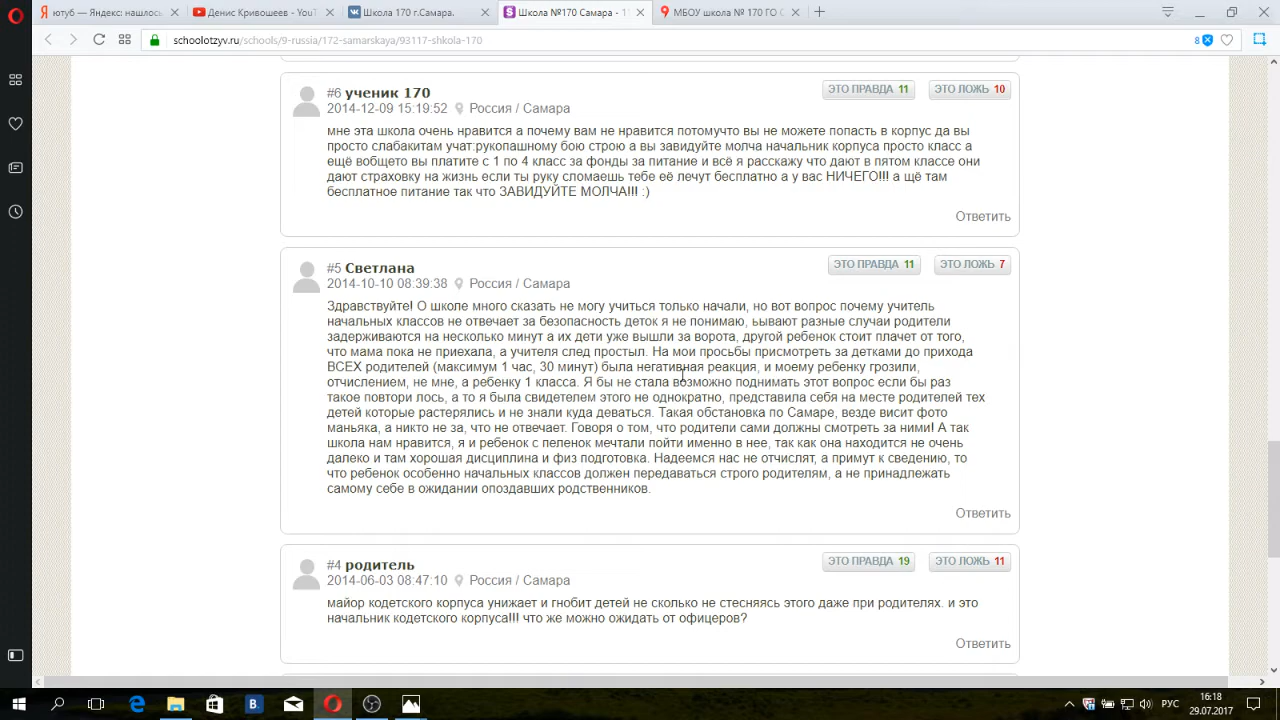 ютуб — Яндекс: нашлось
Денис Кривошеев - YouT
Школа 170 г.Самара.
Школа №170 Самара - 1
МБОУ школа № 170 ГО С
schoolotzyv.ru/schools/9-russia/172-samarskaya/93117-shkola-170
8
#6 ученик 170
ЭТО ПРАВДА 11
ЭТО ЛОЖЬ 10
2014-12-09 15:19:52 Россия / Самара
мне эта школа очень нравится а почему вам не нравится потомучто вы не можете попасть в корпус да вы
просто слабакитам учат:рукопашному бою строю а вы завидуйте молча начальник корпуса просто класс а
ещё вобщето вы платите с 1 по 4 класс за фонды за питание и всё я расскажу что дают в пятом классе они
дают страховку на жизнь если ты руку сломаешь тебе её лечут бесплатно а у вас НИЧЕГО!!! а щё там
бесплатное питание так что ЗАВИДУЙТЕ МОЛЧА!!! :)
Ответить
#5 Светлана
ЭТО ПРАВДА 11
ЭТО ЛОЖЬ 7
2014-10-10 08:39:38 Россия / Самара
Здравствуйте! О школе много сказать не могу учиться только начали, но вот вопрос почему учитель
начальных классов не отвечает за безопасность деток я не понимаю, ьывают разные случаи родители
задерживаются на несколько минут а их дети уже вышли за ворота, другой ребенок стоит плачет от того,
что мама пока не приехала, а учителя след простыл. На мои просьбы присмотреть за детками до прихода
ВСЕХ родителей (максимум 1 час, 30 минут) была негативная реакция, и моему ребенку грозили,
отчислением, не мне, а ребенку 1 класса. Я бы не стала возможно поднимать этот вопрос если бы раз
такое повтори лось, а то я была свидетелем этого не однократно, представила себя на месте родителей тех
детей которые растерялись и не знали куда деваться. Такая обстановка по Самаре, везде висит фото
маньяка, а никто не за, что не отвечает. Говоря о том, что родители сами должны смотреть за ними! А так
школа нам нравится, я и ребенок с пеленок мечтали пойти именно в нее, так как она находится не очень
далеко и там хорошая дисциплина и физ подготовка. Надеемся нас не отчислят, а примут к сведению, то
что ребенок особенно начальных классов должен передаваться строго родителям, а не принадлежать
самому себе в ожидании опоздавших родственников.
Ответить
#4 родитель
ЭТО ПРАВДА 19
ЭТО ЛОЖЬ 11
2014-06-03 08:47:10 Россия / Самара
майор кодетского корпуса унижает и гнобит детей не сколько не стесняясь этого даже при родителях. и это
начальник кодетского корпуса!!! что же можно ожидать от офицеров?
Ответить
РУС
16:18
29.07.2017